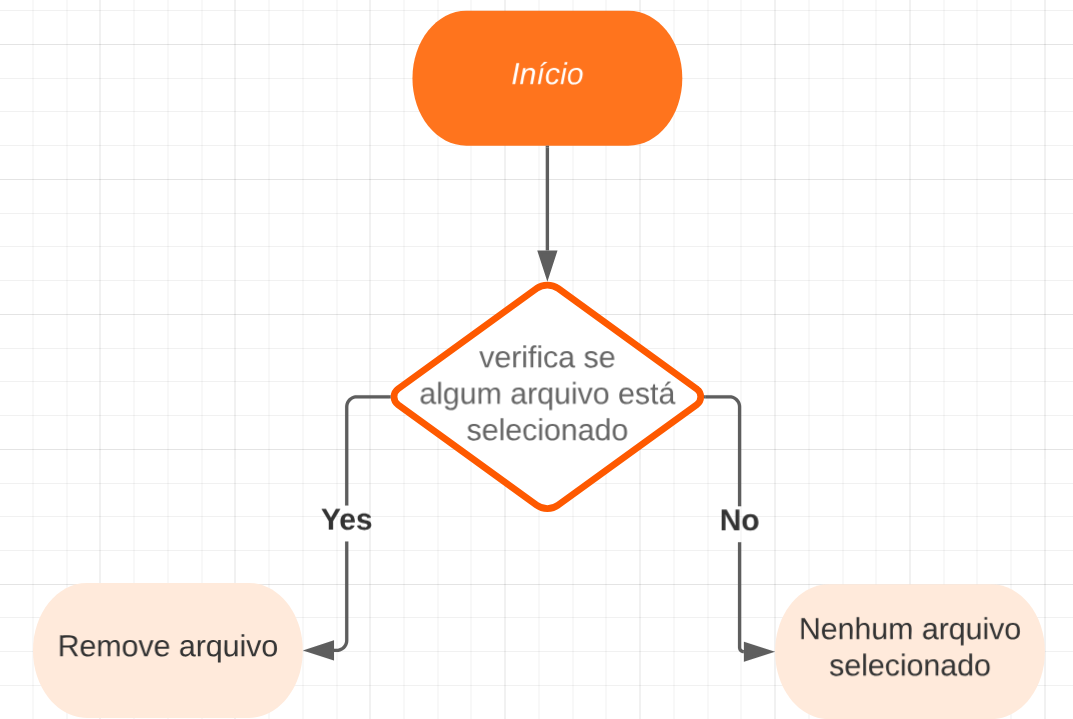 Início
verifica se
algum arquivo está
selecionado
Yes
No
Remove arquivo
Nenhum arquivo
selecionado